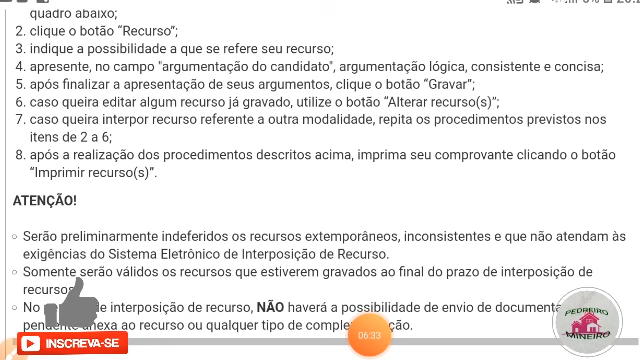 quadro abaixo;
2. clique o botão “Recurso”;
3. indique a possibilidade a que se refere seu recurso;
4. apresente, no campo "argumentação do candidato", argumentação lógica, consistente e concisa;
5. após finalizar a apresentação de seus argumentos, clique o botão “Gravar”;
6. caso queira editar algum recurso já gravado, utilize o botão “Alterar recurso(s)”;
7. caso queira interpor recurso referente a outra modalidade, repita os procedimentos previstos nos
itens de 2 a 6;
8. após a realização dos procedimentos descritos acima, imprima seu comprovante clicando o botão
“Imprimir recurso(s)”.
ATENÇÃO!
Serão preliminarmente indeferidos os recursos extemporâneos, inconsistentes e que não atendam às
exigências do Sistema Eletrônico de Interposição de Recurso.
Somente serão válidos os recursos que estiverem gravados ao final do prazo de interposição de
recursos
No de interposição de recurso, NÃO haverá a possibilidade de envio de documenta
pendente anexa ao recurso ou qualquer tipo de
PEDREIRO
MINEIRO
INSCREVA-SE
06:33